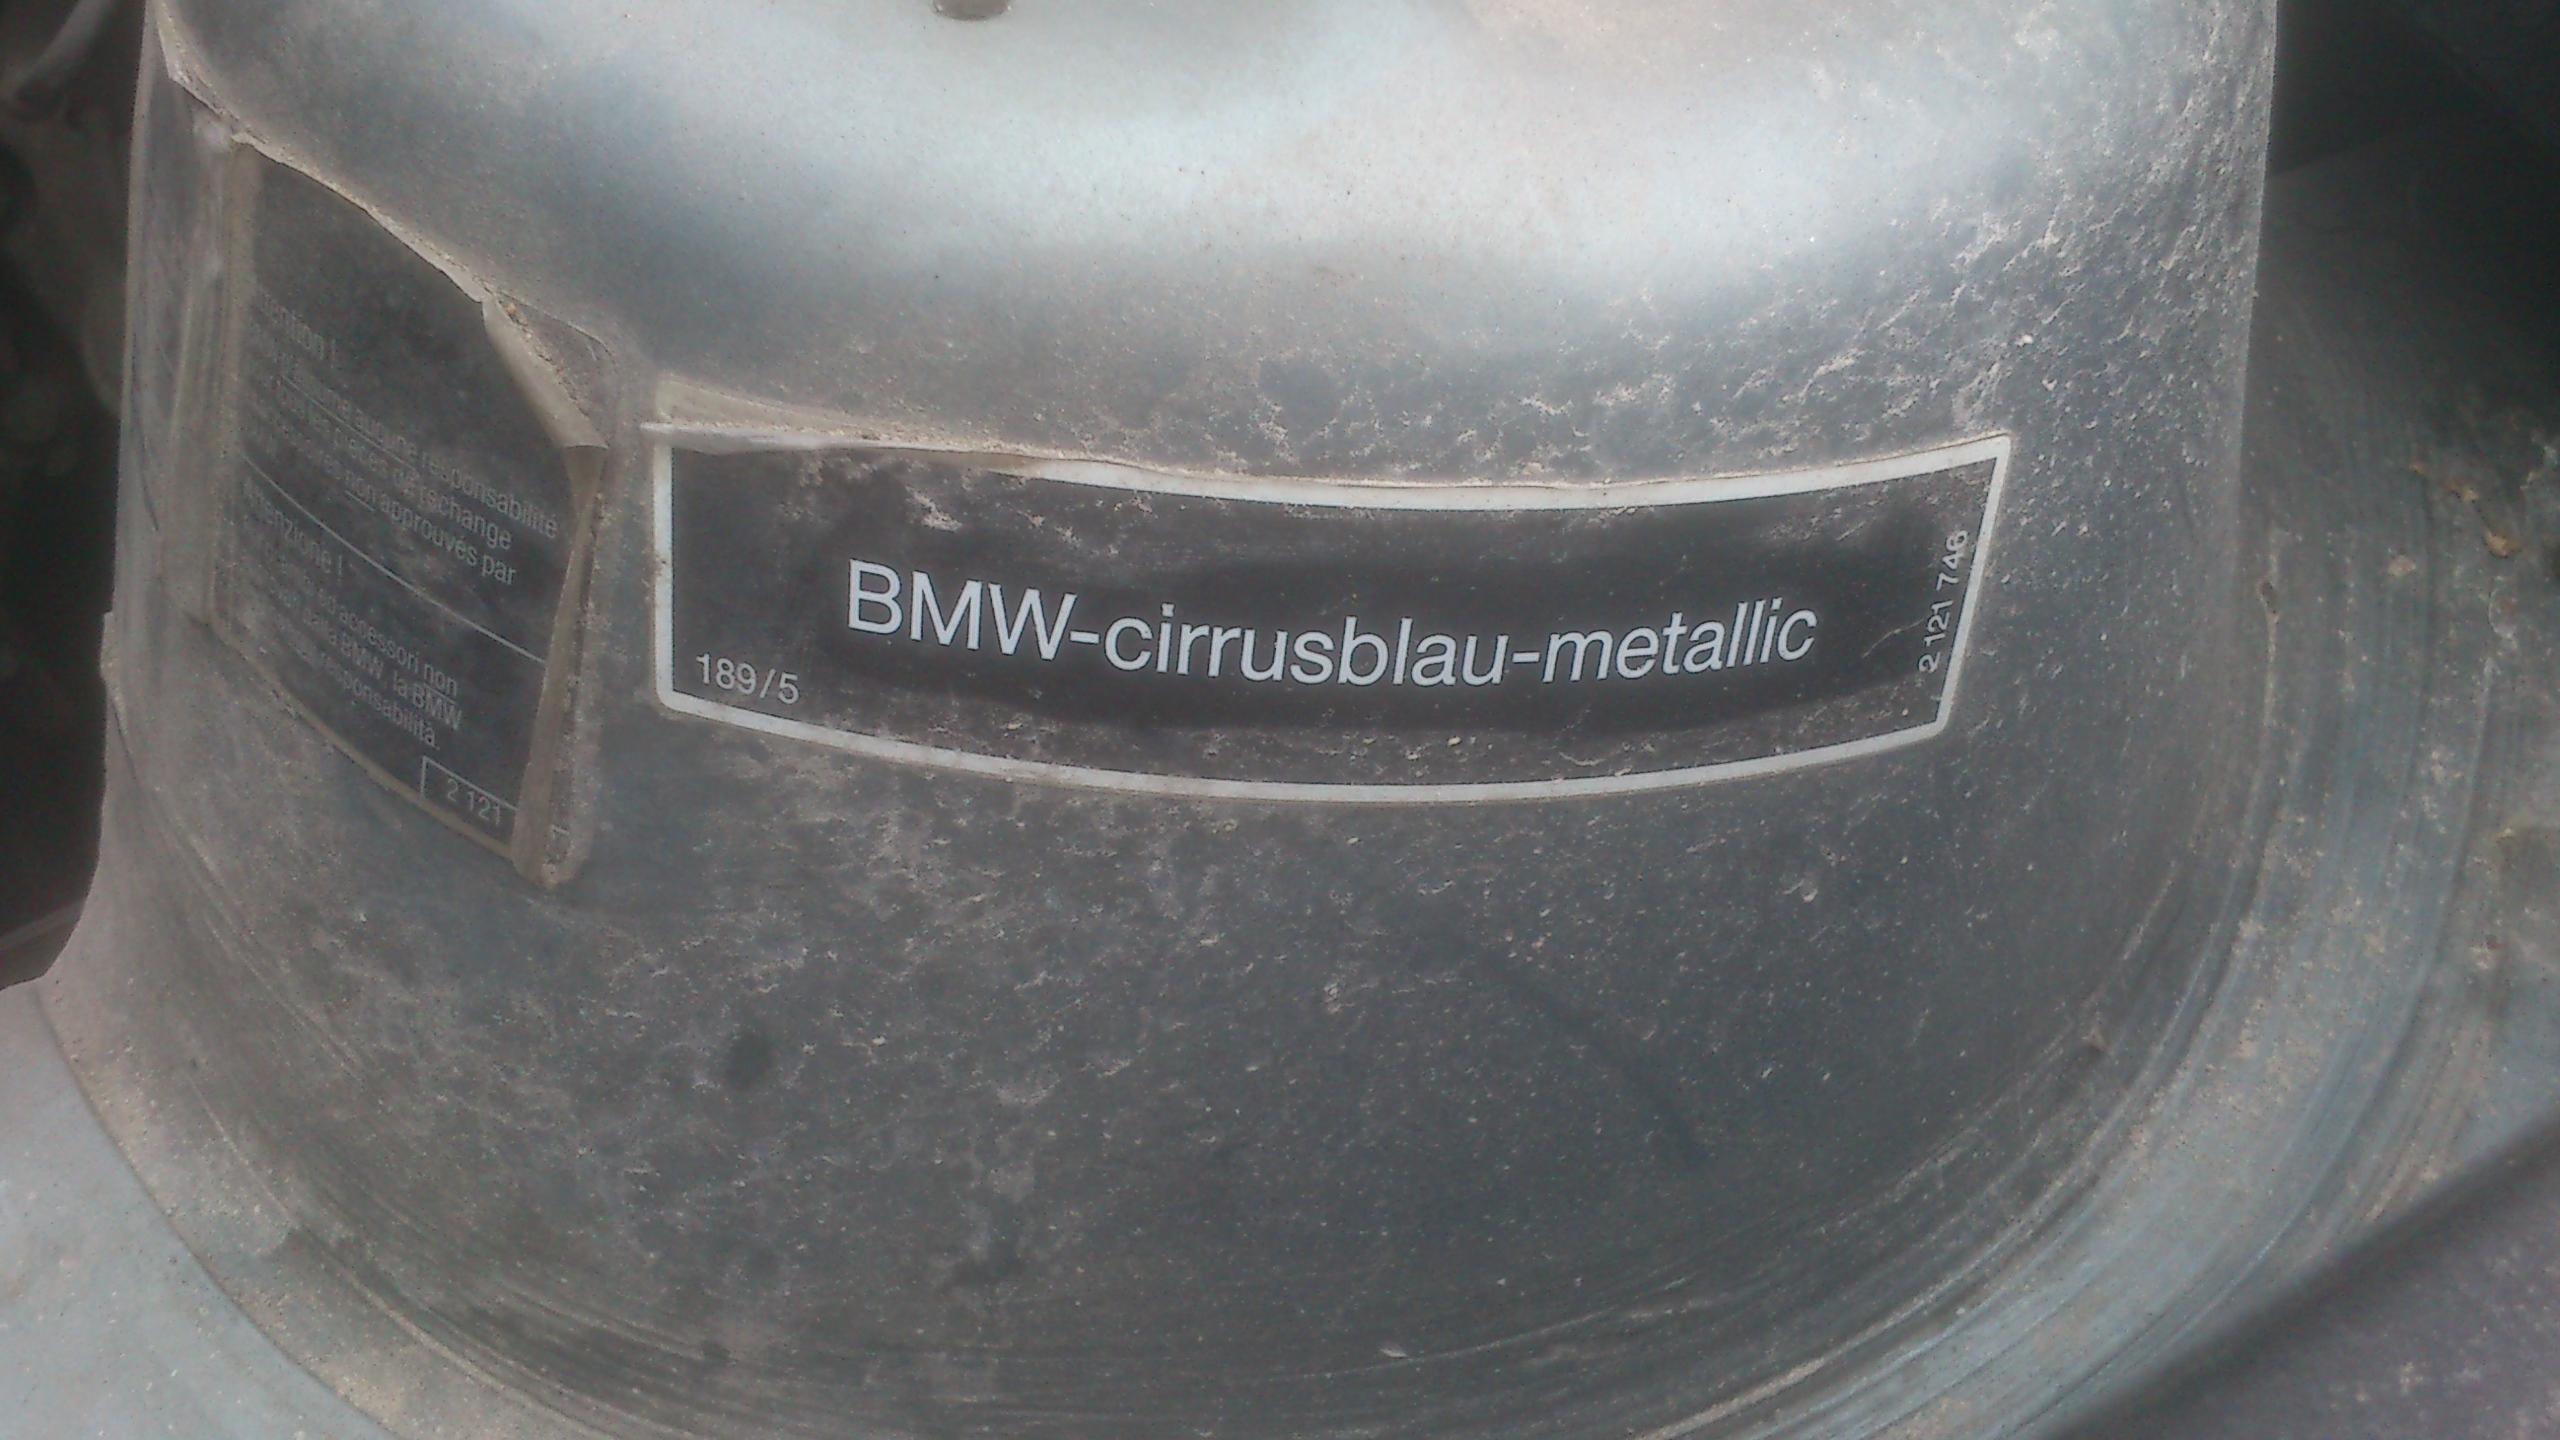 Attention !
aucune responsabilité
pièces de rechange
non approuvés par
Attenzione !
ed accessori non
dalla BMW, la BMW
responsabilità.
2 121
BMW-cirrusblau-metallic
189/5
2 121 746